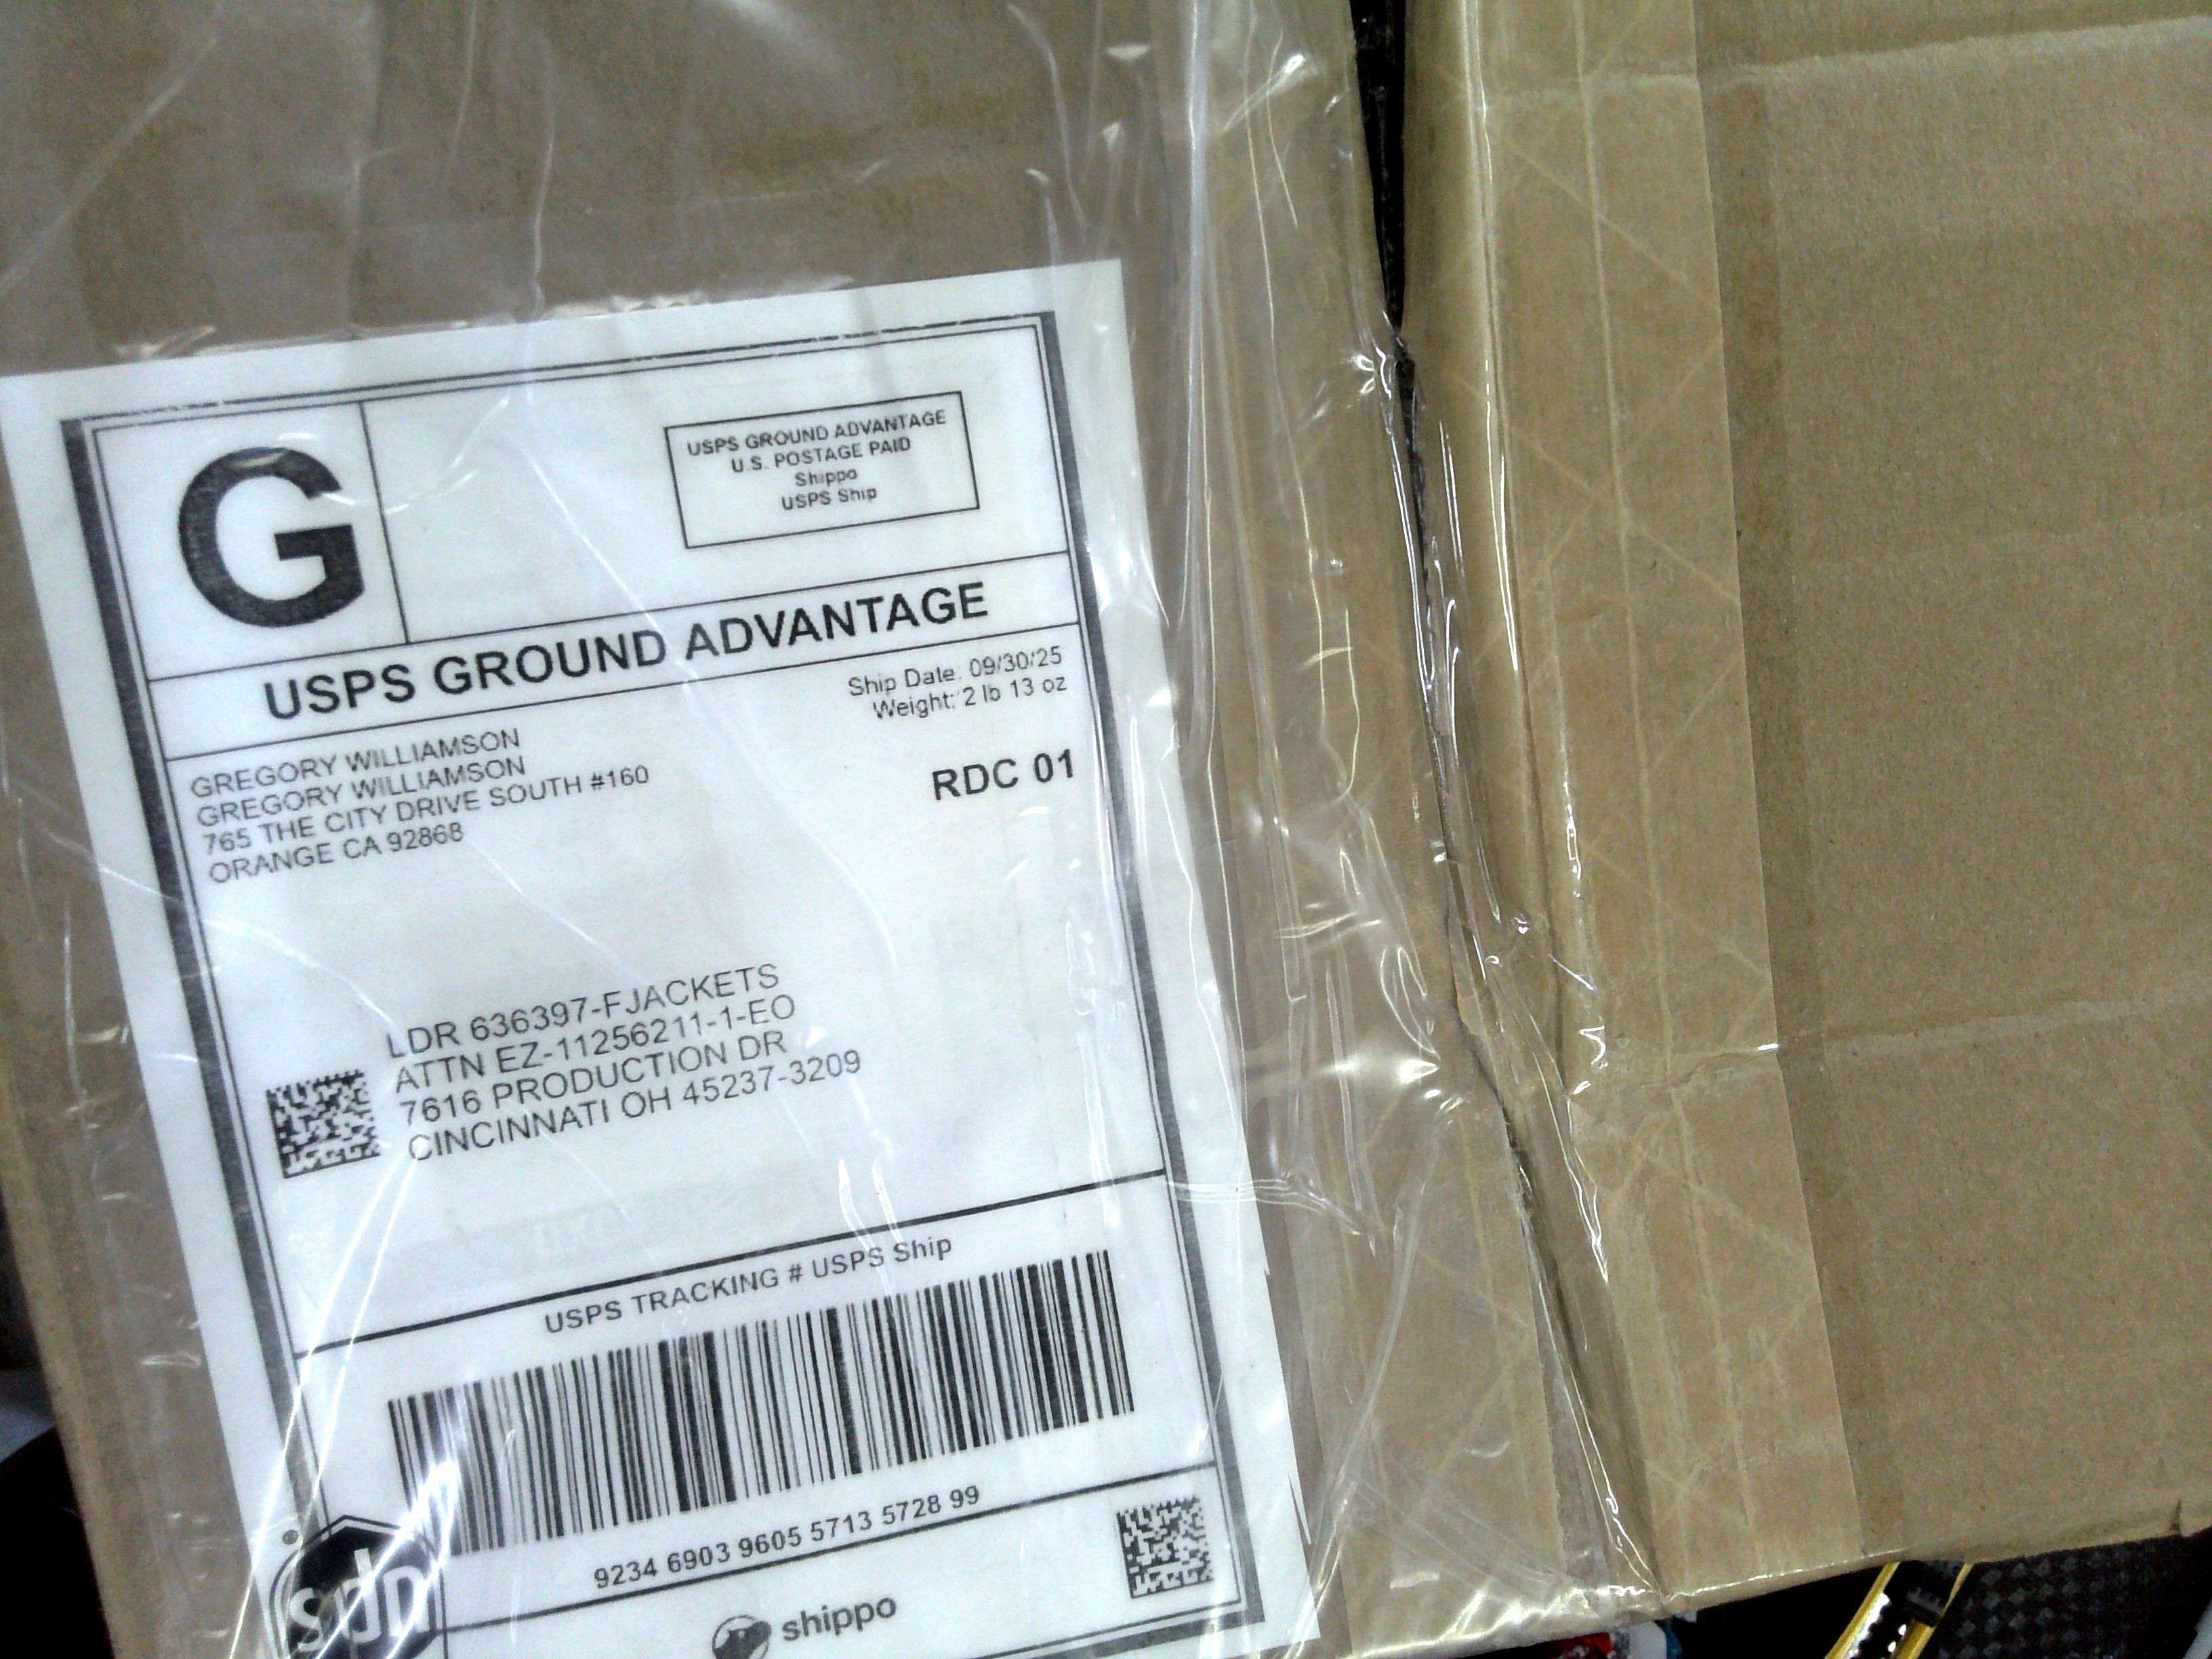 G
USPS GROUND ADVANTAGE
U.S. POSTAGE PAID
Shippo
USPS Ship
USPS GROUND ADVANTAGE
Ship Date: 09/30/25
Weight: 2 lb 13 oz
GREGORY WILLIAMSON
GREGORY WILLIAMSON
765 THE CITY DRIVE SOUTH #160
ORANGE CA 92868
RDC 01
LDR 636397-FJACKETS
ATTN EZ-11256211-1-EO
7616 PRODUCTION DR
CINCINNATI OH 45237-3209
USPS TRACKING # USPS Ship
9234 6903 9605 5713 5728 99
shippo